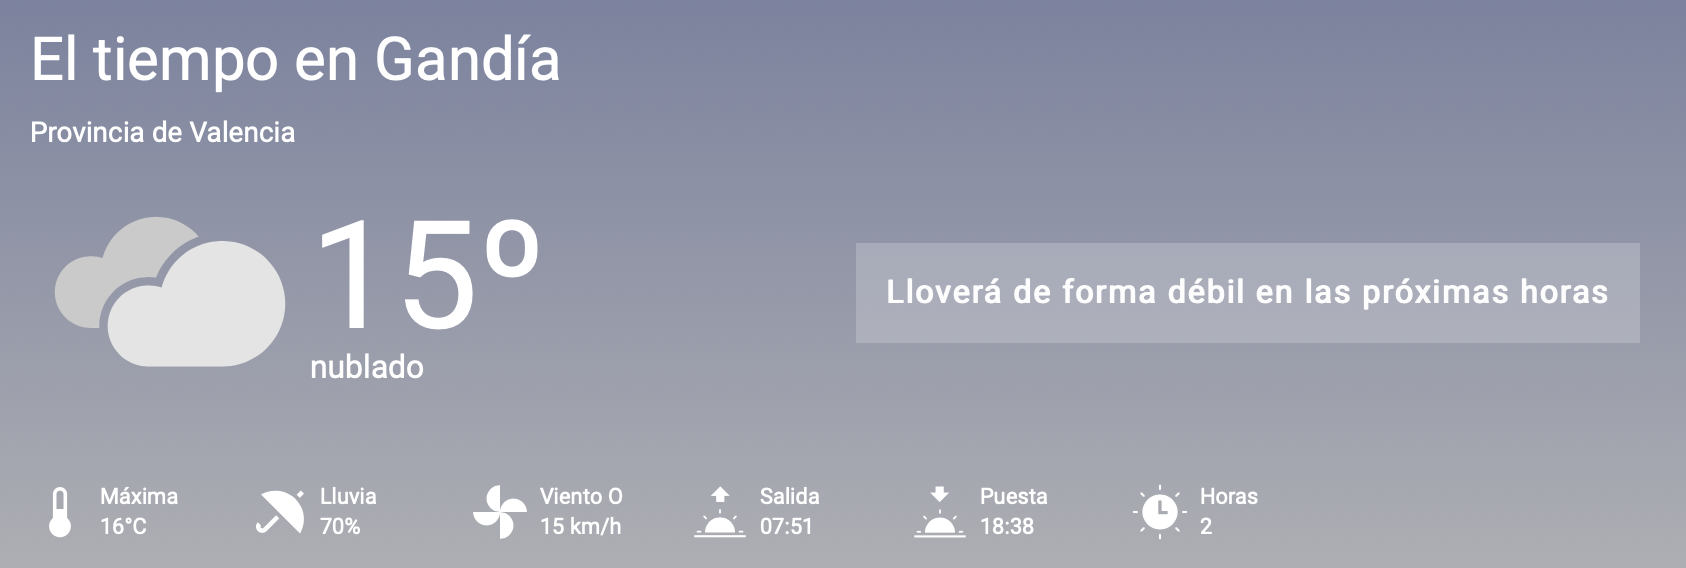 El tiempo en Gandía
Provincia de Valencia
15º
nublado
Lloverá de forma débil en las próximas horas
Máxima
16°C
Lluvia
70%
Viento O
15 km/h
Salida
07:51
Puesta
18:38
Horas
2